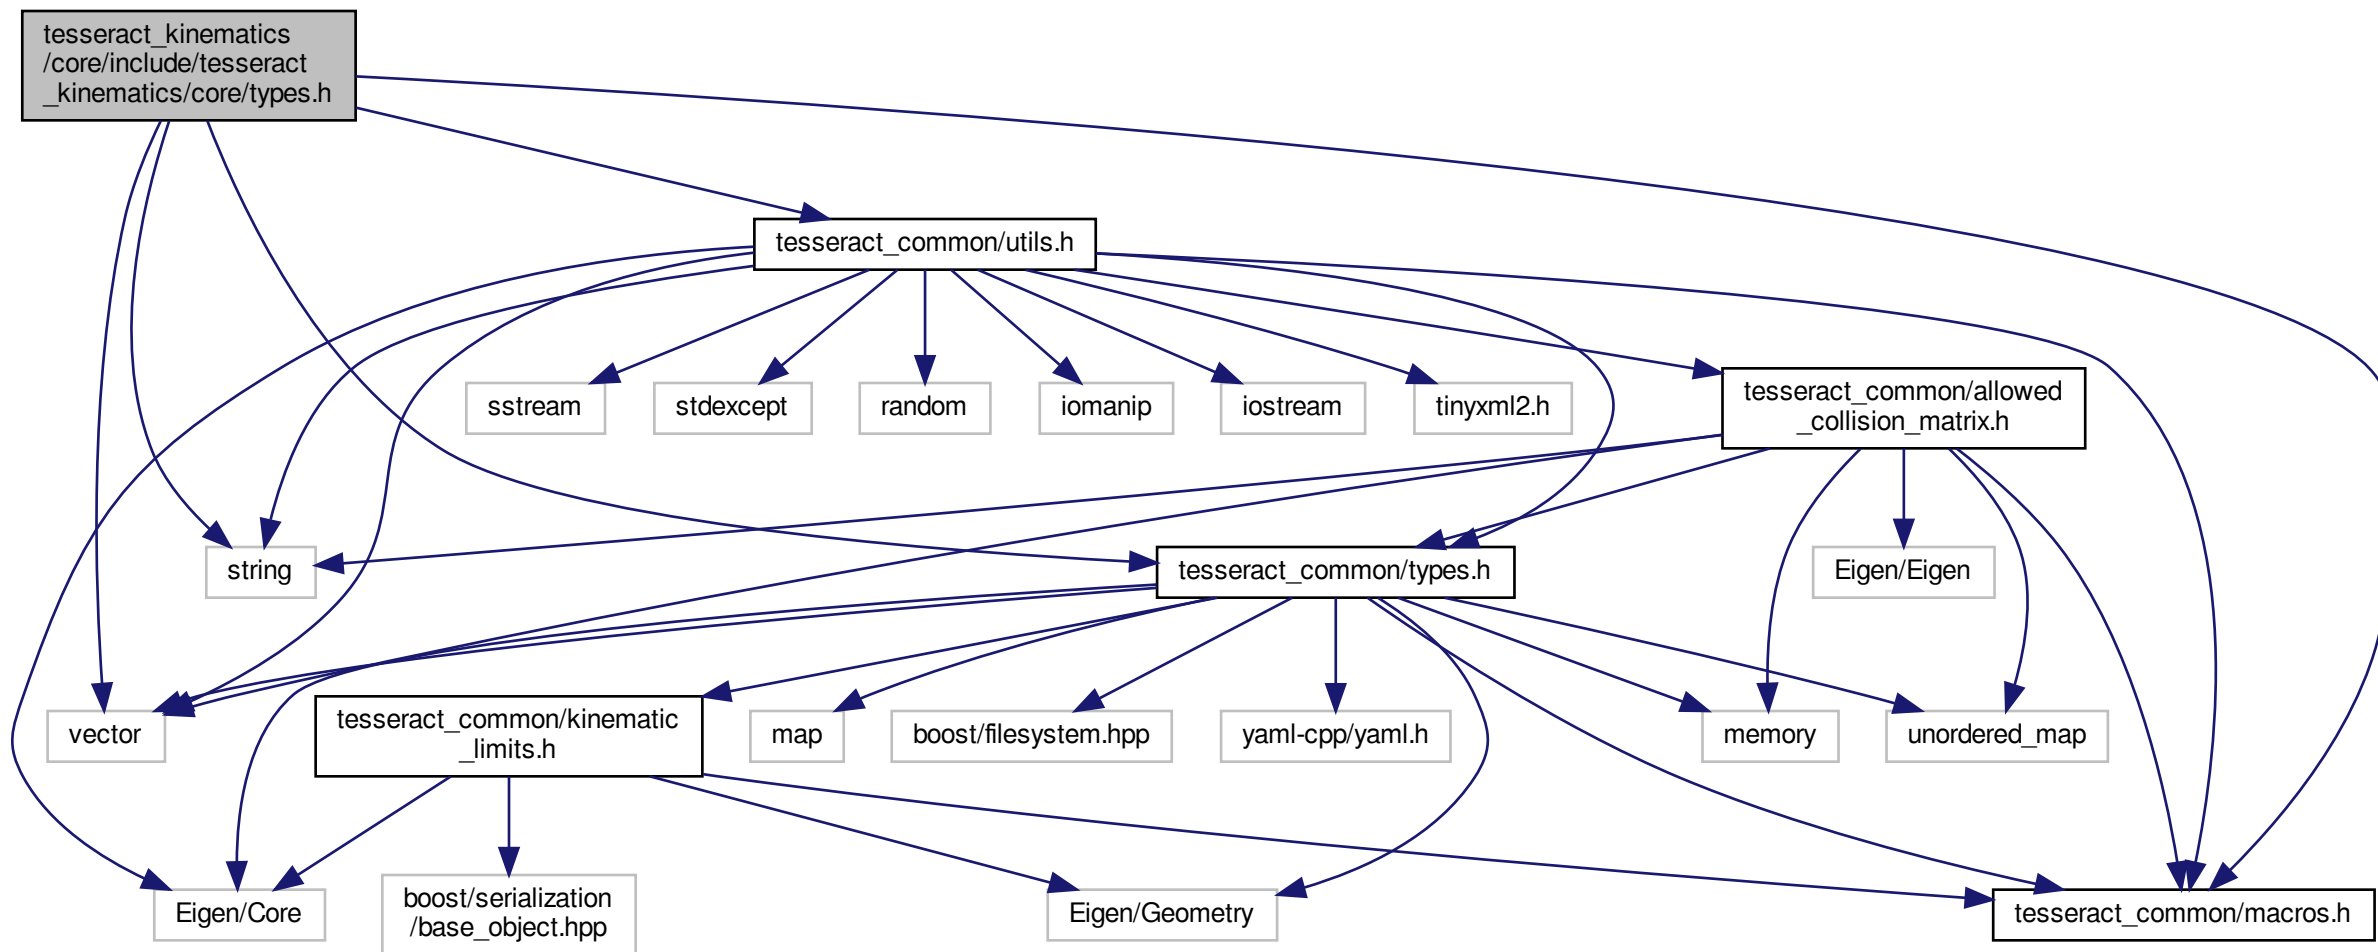 tesseract_kinematics
/core/include/tesseract
_kinematics/core/types.h
tesseract_common/utils.h
sstream
stdexcept
random
iomanip
iostream
tinyxml2.h
tesseract_common/allowed
_collision_matrix.h
string
tesseract_common/types.h
Eigen/Eigen
vector
tesseract_common/kinematic
_limits.h
map
boost/filesystem.hpp
yaml-cpp/yaml.h
memory
unordered_map
Eigen/Core
boost/serialization
/base_object.hpp
Eigen/Geometry
tesseract_common/macros.h